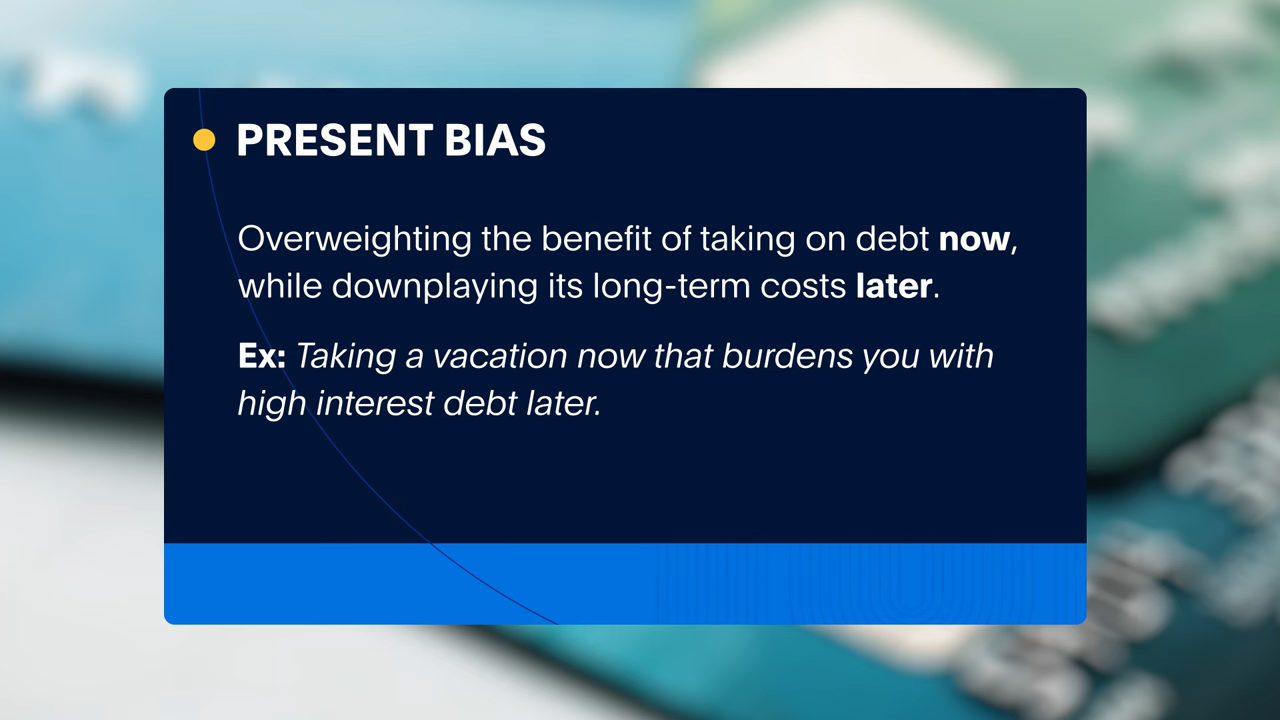 PRESENT BIAS
Overweighting the benefit of taking on debt now,
while downplaying its long-term costs later.
Ex: Taking a vacation now that burdens you with
high interest debt later.